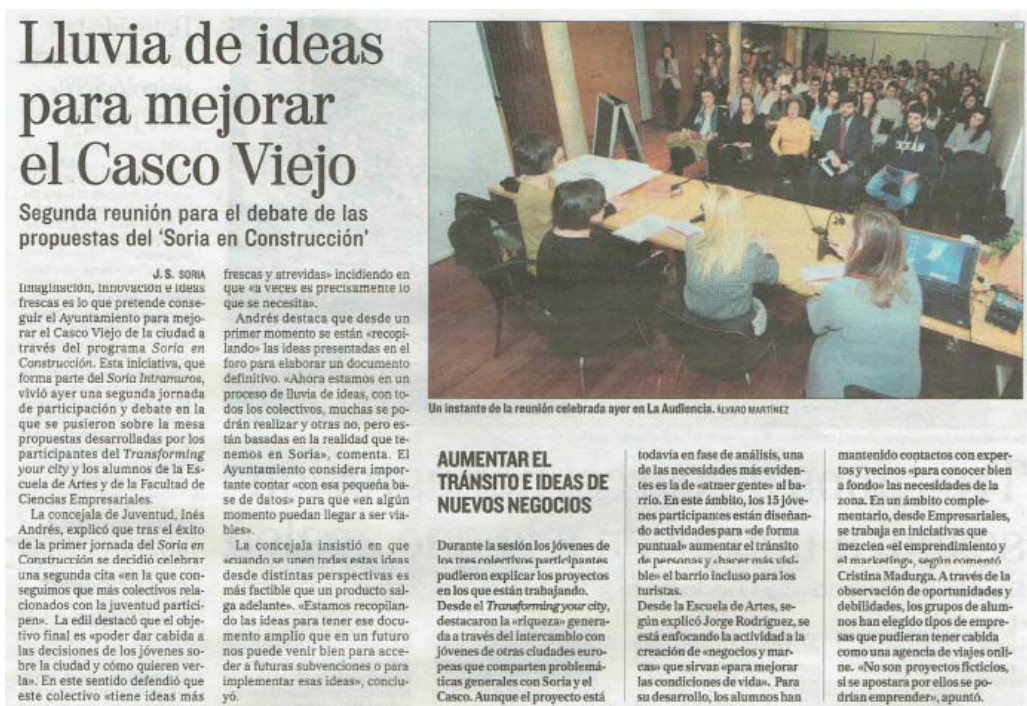 Lluvia de ideas
para mejorar
el Casco Viejo
Segunda reunión para el debate de las
propuestas del ‘Soria en Construcción’
J. S. SORIA
Imaginación, innovación e ideas
frescas es lo que pretende conse-
guir el Ayuntamiento para mejo-
rar el Casco Viejo de la ciudad a
través del programa Soria en
Construcción. Esta iniciativa, que
forma parte del Soria Intramuros,
vivió ayer una segunda jornada
de participación y debate en la
que se pusieron sobre la mesa
propuestas desarrolladas por los
participantes del Transforming
your city y los alumnos de la Es-
cuela de Artes y de la Facultad de
Ciencias Empresariales.
La concejala de Juventud, Inés
Andrés, explicó que tras el éxito
de la primer jornada del Soria en
Construcción se decidió celebrar
una segunda cita «en la que con-
seguimos que más colectivos rela-
cionados con la juventud partici-
pen». La edil destacó que el obje-
tivo final es «poder dar cabida a
las decisiones de los jóvenes so-
bre la ciudad y cómo quieren ver-
la». En este sentido defendió que
este colectivo «tiene ideas más
frescas y atrevidas» incidiendo en
que «a veces es precisamente lo
que se necesita».
Andrés destaca que desde un
primer momento se están «recopi-
lando» las ideas presentadas en el
foro para elaborar un documento
definitivo. «Ahora estamos en un
proceso de lluvia de ideas, con to-
dos los colectivos, muchas se po-
drán realizar y otras no, pero es-
tán basadas en la realidad que te-
nemos en Soria», comenta. El
Ayuntamiento considera impor-
tante contar «con esa pequeña ba-
se de datos» para que «en algún
momento puedan llegar a ser via-
bles».
La concejala insistió en que
«cuando se unen todas estas ideas
desde distintas perspectivas es
más factible que un producto sal-
ga adelante». «Estamos recopilan-
do las ideas para tener ese docu-
mento amplio que en un futuro
nos puede venir bien para acce-
der a futuras subvenciones o para
implementar esas ideas», conclu-
yó.
Un instante de la reunión celebrada ayer en La Audiencia. ÁLVARO MARTÍNEZ
AUMENTAR EL
TRÁNSITO E IDEAS DE
NUEVOS NEGOCIOS
Durante la sesión los jóvenes de
los tres colectivos participantes
pudieron explicar los proyectos
en los que están trabajando.
Desde el Transforming your city,
destacaron la «riqueza» genera-
da a través del intercambio con
jóvenes de otras ciudades euro-
peas que comparten problemá-
ticas generales con Soria y el
Casco. Aunque el proyecto está
todavía en fase de análisis, una
de las necesidades más eviden-
tes es la de «atraer gente» al ba-
rrio. En este ámbito, los 15 jóve-
nes participantes están diseñan-
do actividades para «de forma
puntual» aumentar el tránsito
de personas y «hacer más visi-
ble» el barrio incluso para los
turistas.
Desde la Escuela de Artes, se-
gún explicó Jorge Rodríguez, se
está enfocando la actividad a la
creación de «negocios y mar-
cas» que sirvan «para mejorar
las condiciones de vida». Para
su desarrollo, los alumnos han
mantenido contactos con exper-
tos y vecinos «para conocer bien
a fondo» las necesidades de la
zona. En un ámbito comple-
mentario, desde Empresariales,
se trabaja en iniciativas que
mezclen «el emprendimiento y
el marketing», según comentó
Cristina Madurga. A través de la
observación de oportunidades y
debilidades, los grupos de alum-
nos han elegido tipos de empre-
sas que pudieran tener cabida
como una agencia de viajes onli-
ne. «No son proyectos ficticios,
si se apostara por ellos se po-
drían emprender», apuntó.